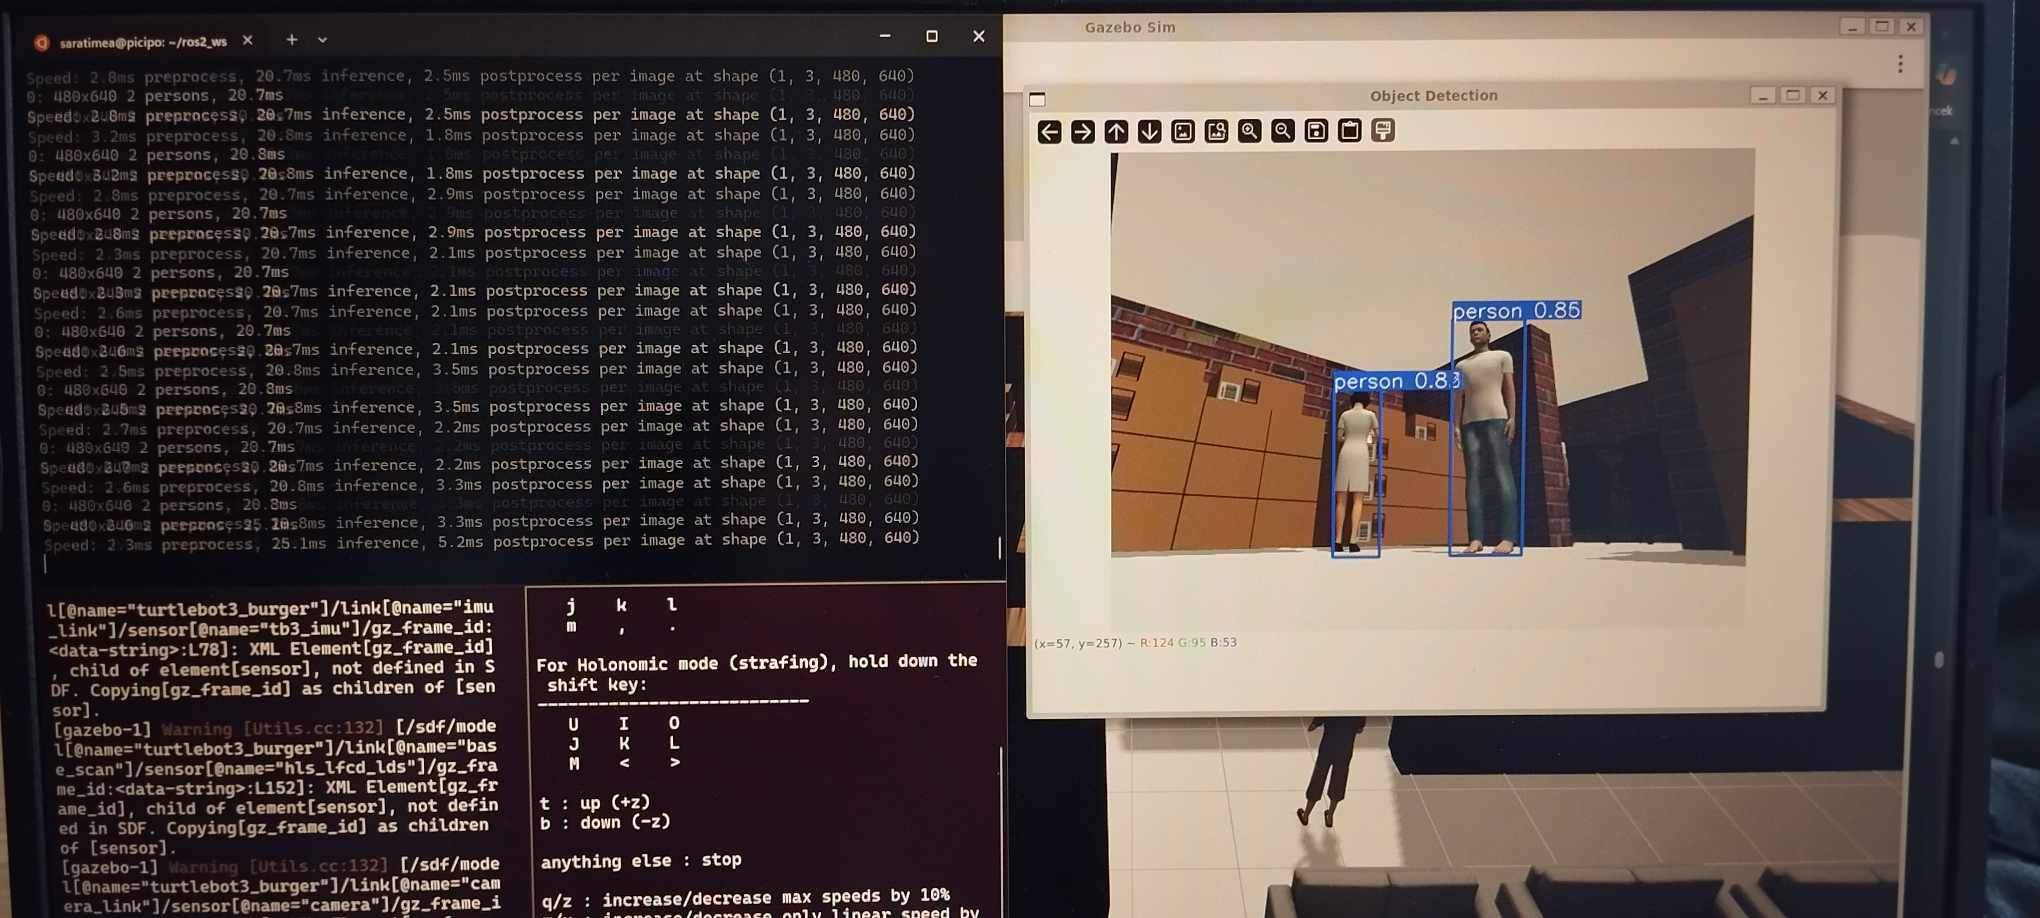 saratimea@picipo: ~/ros2_ws
Speed: 2.8ms preprocess, 20.7ms inference, 2.5ms postprocess per image at shape (1, 3, 480, 640)
0: 480x640 2 persons, 20.7ms
Speed: 2.8ms preprocess, 20.7ms inference, 2.5ms postprocess per image at shape (1, 3, 480, 640)
Speed: 3.2ms preprocess, 20.8ms inference, 1.8ms postprocess per image at shape (1, 3, 480, 640)
0: 480x640 2 persons, 20.8ms
Speed: 3.2ms preprocess, 20.8ms inference, 1.8ms postprocess per image at shape (1, 3, 480, 640)
Speed: 2.8ms preprocess, 20.7ms inference, 2.9ms postprocess per image at shape (1, 3, 480, 640)
0: 480x640 2 persons, 20.7ms
Speed: 2.8ms preprocess, 20.7ms inference, 2.9ms postprocess per image at shape (1, 3, 480, 640)
Speed: 2.3ms preprocess, 20.7ms inference, 2.1ms postprocess per image at shape (1, 3, 480, 640)
0: 480x640 2 persons, 20.7ms
Speed: 2.3ms preprocess, 20.7ms inference, 2.1ms postprocess per image at shape (1, 3, 480, 640)
Speed: 2.6ms preprocess, 20.7ms inference, 2.1ms postprocess per image at shape (1, 3, 480, 640)
0: 480x640 2 persons, 20.7ms
Speed: 2.6ms preprocess, 20.7ms inference, 2.1ms postprocess per image at shape (1, 3, 480, 640)
Speed: 2.5ms preprocess, 20.8ms inference, 3.5ms postprocess per image at shape (1, 3, 480, 640)
0: 480x640 2 persons, 20.8ms
Speed: 2.5ms preprocess, 20.8ms inference, 3.5ms postprocess per image at shape (1, 3, 480, 640)
Speed: 2.7ms preprocess, 20.7ms inference, 2.2ms postprocess per image at shape (1, 3, 480, 640)
0: 480x640 2 persons, 20.7ms
Speed: 2.7ms preprocess, 20.7ms inference, 2.2ms postprocess per image at shape (1, 3, 480, 640)
Speed: 2.6ms preprocess, 20.8ms inference, 3.3ms postprocess per image at shape (1, 3, 480, 640)
0: 480x640 2 persons, 20.8ms
Speed: 2.6ms preprocess, 20.8ms inference, 3.3ms postprocess per image at shape (1, 3, 480, 640)
Speed: 2.3ms preprocess, 25.1ms inference, 5.2ms postprocess per image at shape (1, 3, 480, 640)
l[@name="turtlebot3_burger"]/link[@name="imu
_link"]/sensor[@name="tb3_imu"]/gz_frame_id:
<data-string>:L78]: XML Element[gz_frame_id]
, child of element[sensor], not defined in S
DF. Copying[gz_frame_id] as children of [sen
sor].
[gazebo-1] Warning [Utils.cc:132] [/sdf/mode
l[@name="turtlebot3_burger"]/link[@name="bas
e_scan"]/sensor[@name="hls_lfcd_lds"]/gz_fra
me_id:<data-string>:L152]: XML Element[gz_fr
ame_id], child of element[sensor], not defin
ed in SDF. Copying[gz_frame_id] as children
of [sensor].
[gazebo-1] Warning [Utils.cc:132] [/sdf/mode
l[@name="turtlebot3_burger"]/link[@name="cam
era_link"]/sensor[@name="camera"]/gz_frame_i
j k l
m , .
For Holonomic mode (strafing), hold down the
shift key:
---------------------------
U I O
J K L
M < >
t : up (+z)
b : down (-z)
anything else : stop
q/z : increase/decrease max speeds by 10%
increase/decrease only linear speed by
Gazebo Sim
Object Detection
person 0.85
person 0.83
(x=57, y=257) ~ R:124 G:95 B:53